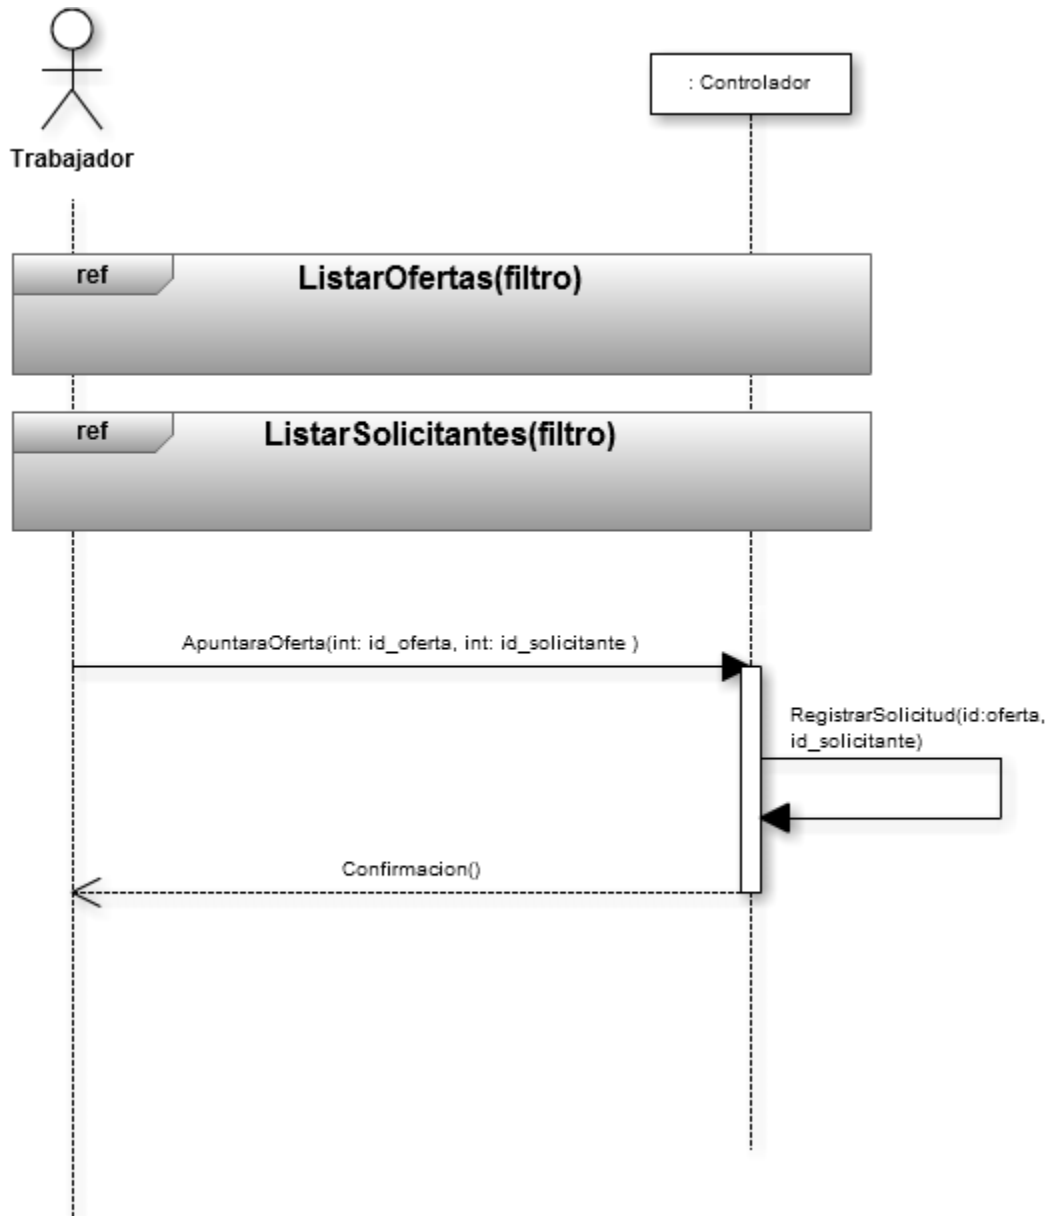 : Controlador
Trabajador
ref
ListarOfertas(filtro)
ref
ListarSolicitantes(filtro)
ApuntaraOferta(int: id_oferta, int: id_solicitante )
RegistrarSolicitud(id:oferta,
id_solicitante)
Confirmacion()